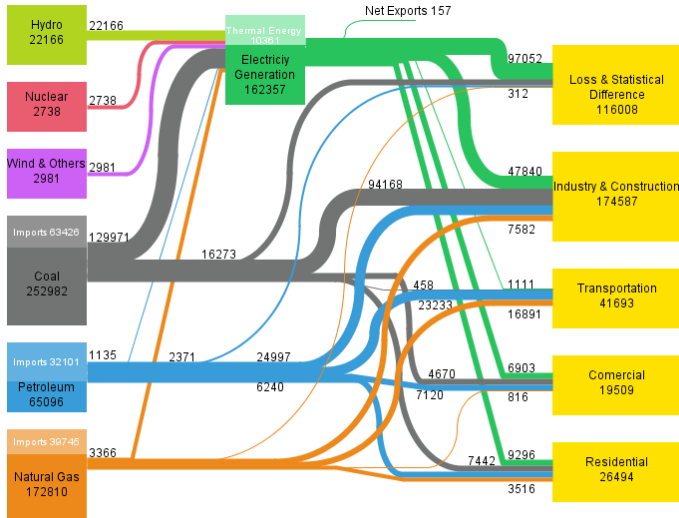 Net Exports 157
Hydro
22166
22166
Thermal Energy
10361
Electriciy
Generation
162357
97052
Loss & Statistical
Difference
116008
312
Nuclear
2738
2738
Wind & Others
2981
2981
94168
47840
Industry & Construction
174587
7582
Imports 63426
129971
Coal
252982
16273
458
23233
1111
Transportation
41693
16891
Imports 32101
1135
Petroleum
65096
2371
24997
6240
4670
7120
6903
Comercial
19509
816
Imports 39745
3366
Natural Gas
172810
7442
9296
Residential
26494
3516